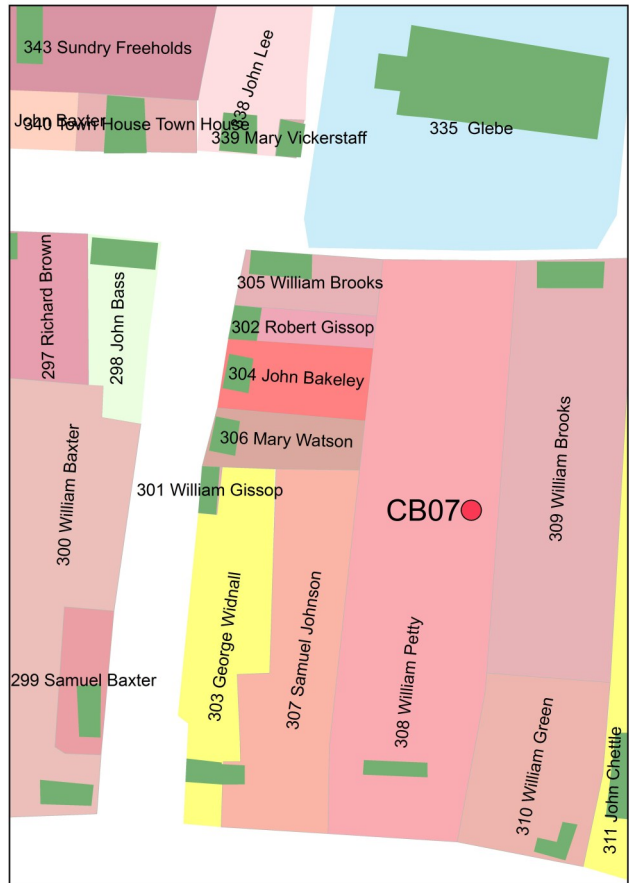 343 Sundry Freeholds
338 John Lee
John Baxter
340 Town House Town House
339 Mary Vickerstaff
335 Glebe
297 Richard Brown
298 John Bass
305 William Brooks
302 Robert Gissop
304 John Bakeley
306 Mary Watson
301 William Gissop
300 William Baxter
CB07
309 William Brooks
303 George Widnall
307 Samuel Johnson
308 William Petty
299 Samuel Baxter
310 William Green
311 John Chettle